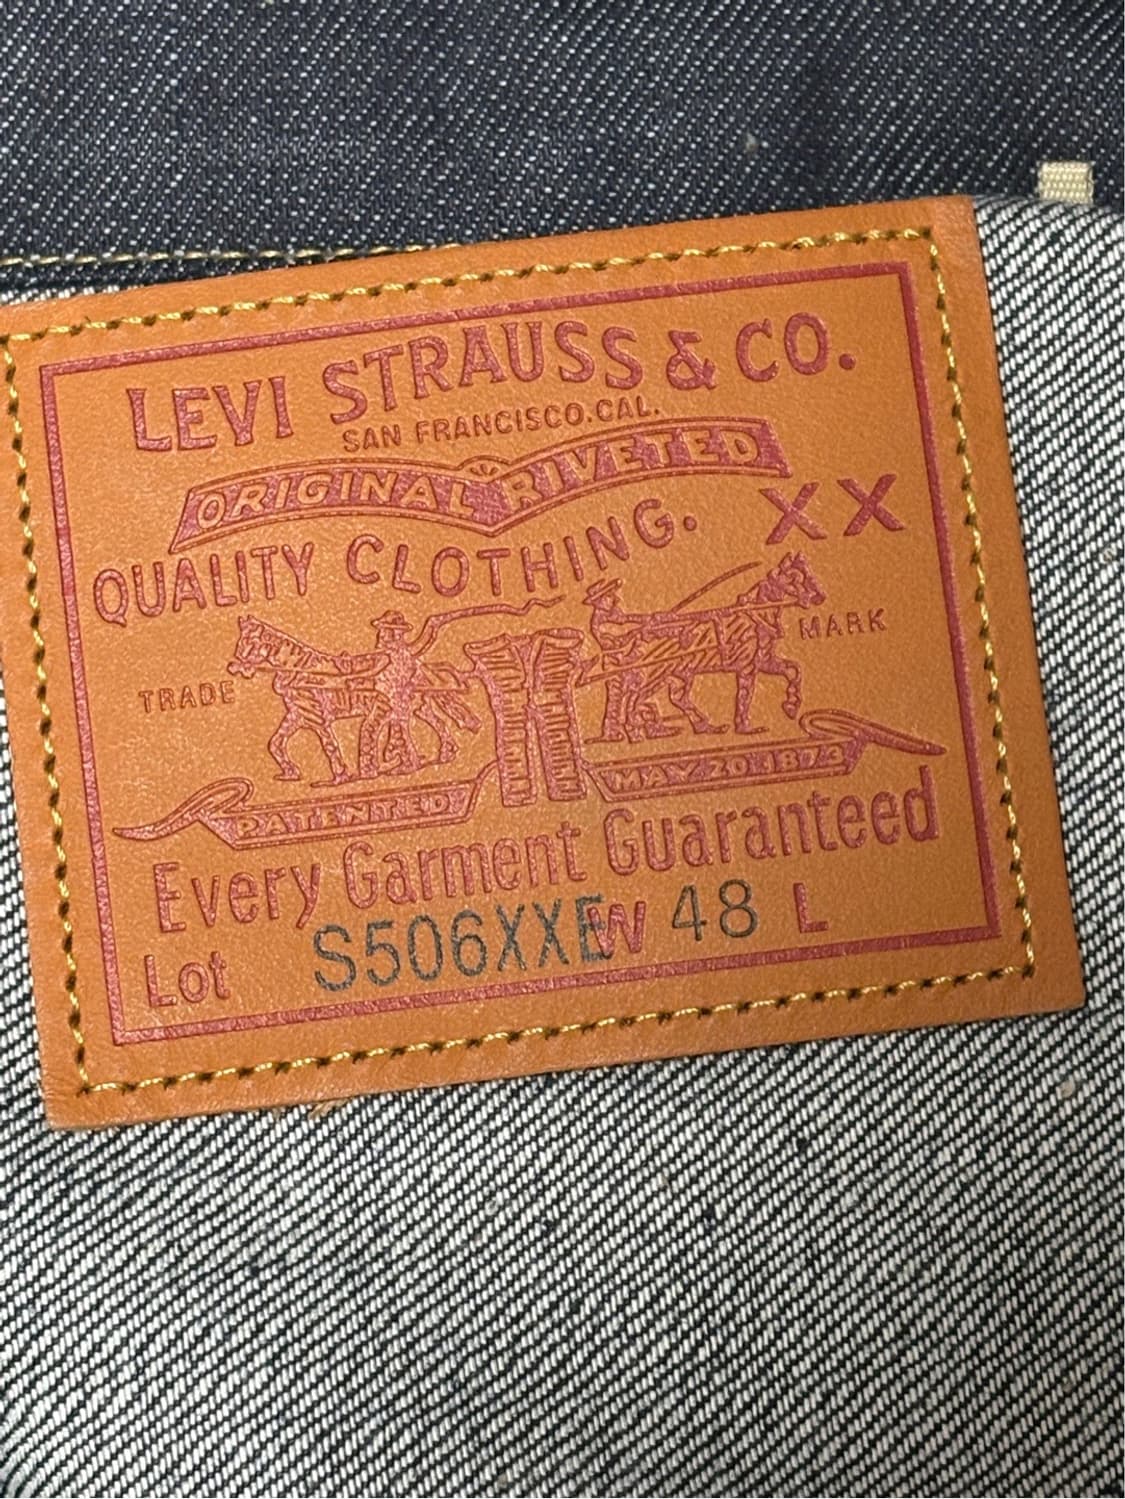 LEVI STRAUSS & CO.
SAN FRANCISCO.CAL.
ORIGINAL RIVETED
QUALITY CLOTHING. XX
TRADE MARK
PATENTED MAY 20 1873
Every Garment Guaranteed
Lot S506XXE W 48 L